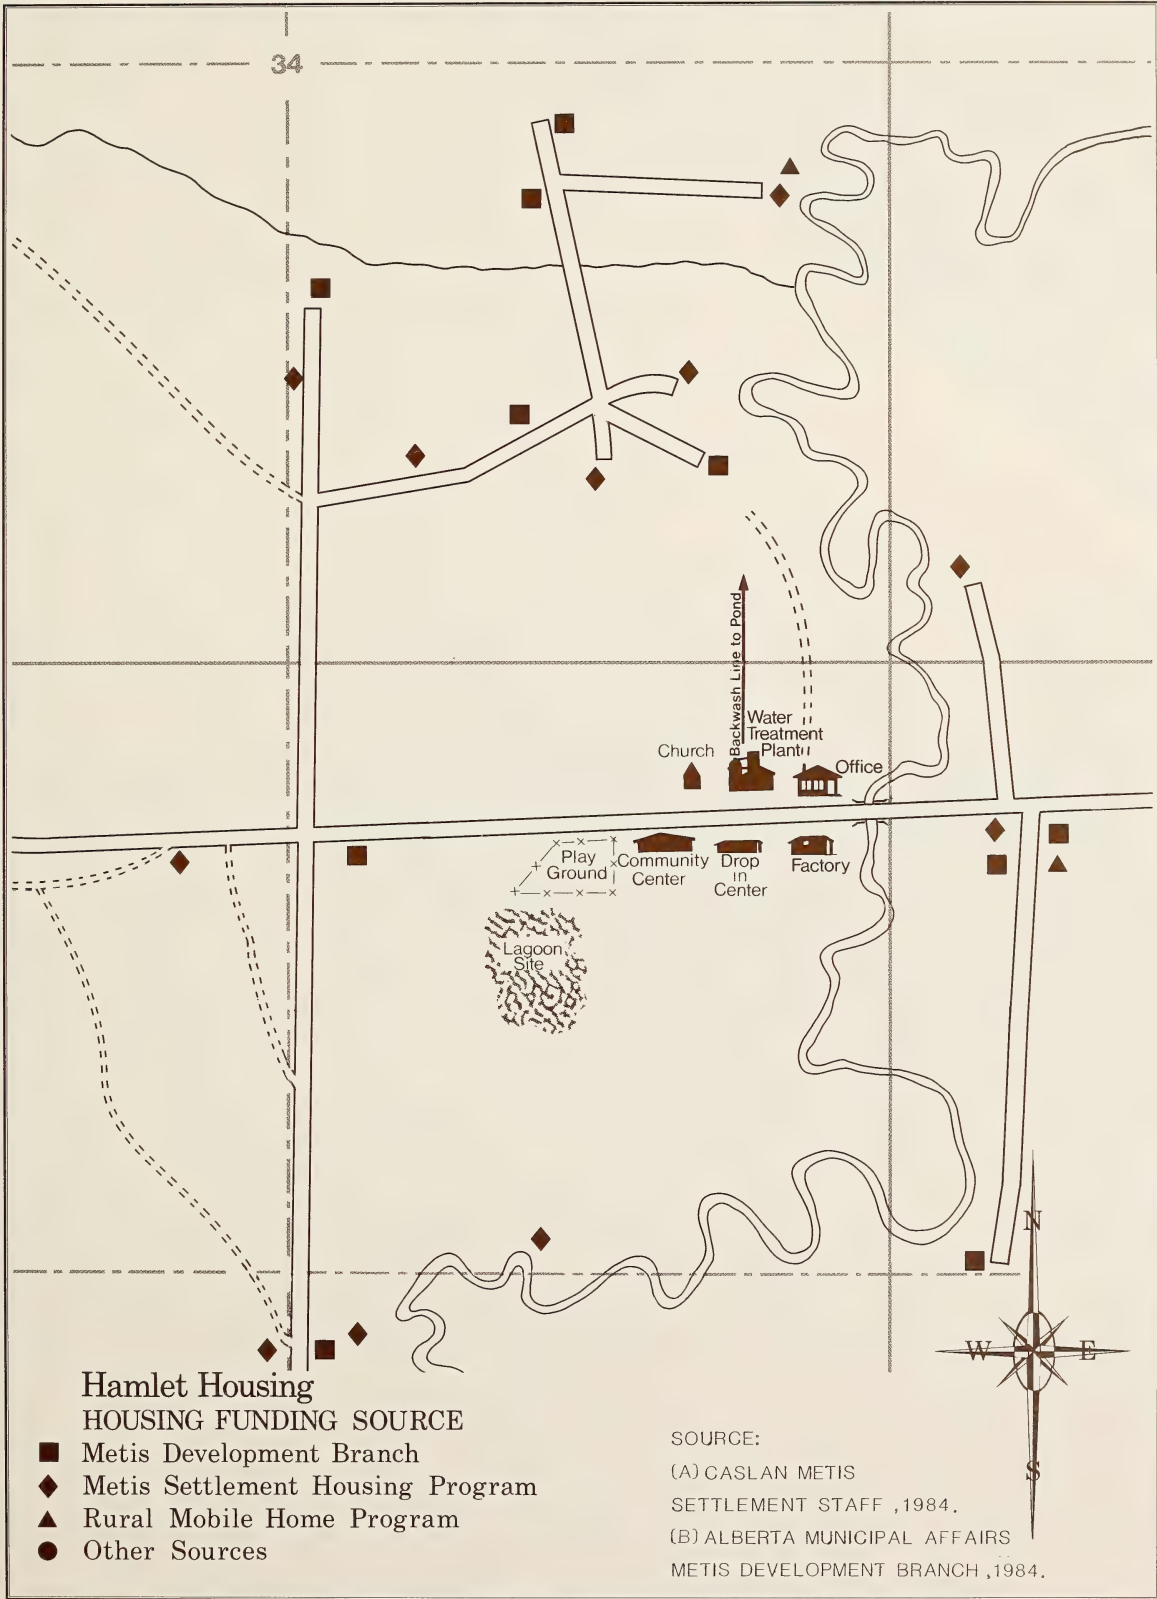 34
Backwash Line to Pond
Water
Treatment
Plant
Church
Office
Play
Ground
Community
Center
Drop
in
Center
Factory
Lagoon
Site
N
W
E
S
Hamlet Housing
HOUSING FUNDING SOURCE
Metis Development Branch
Metis Settlement Housing Program
Rural Mobile Home Program
Other Sources
SOURCE:
(A) CASLAN METIS
SETTLEMENT STAFF ,1984.
(B) ALBERTA MUNICIPAL AFFAIRS
METIS DEVELOPMENT BRANCH ,1984.